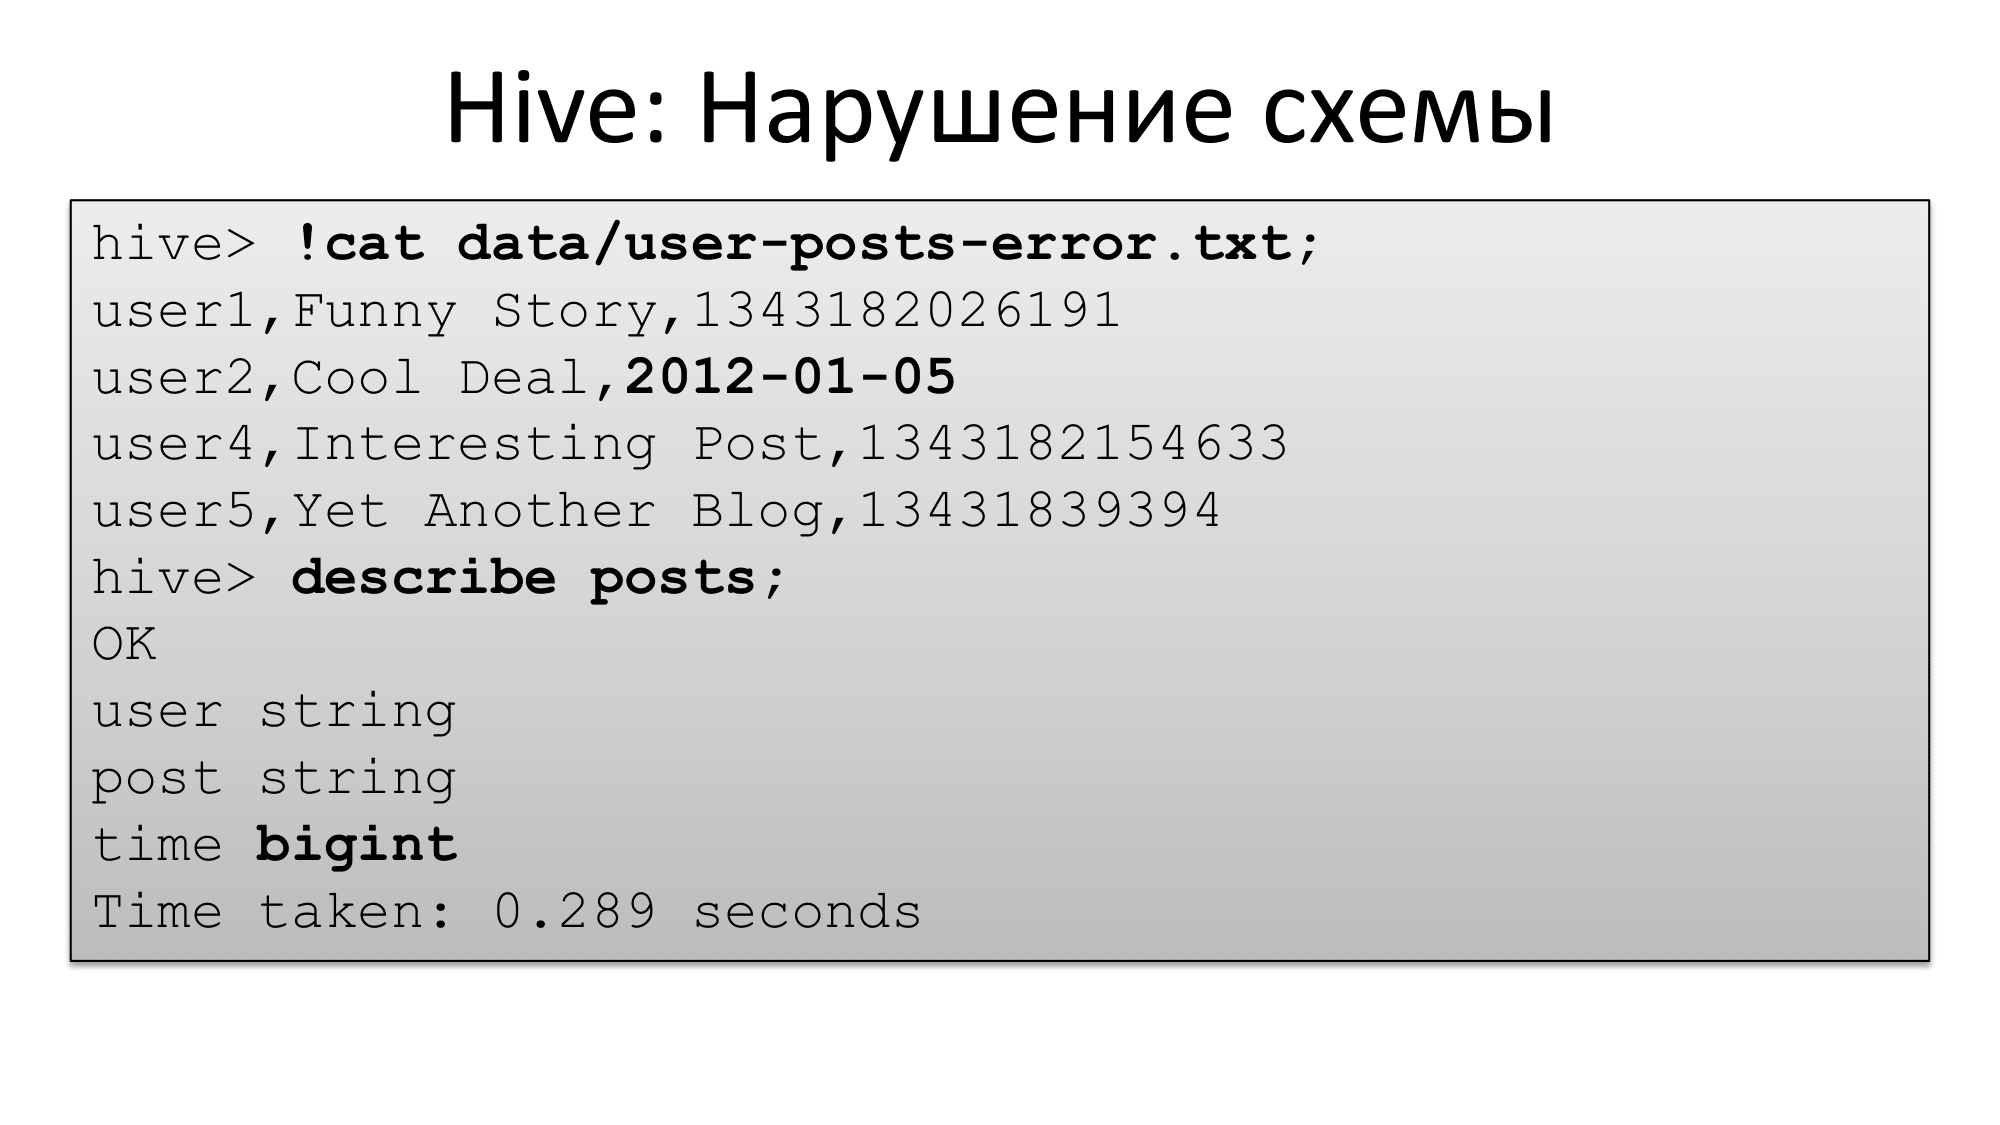 Hive: Нарушение схемы
hive> !cat data/user-posts-error.txt;
user1,Funny Story,1343182026191
user2,Cool Deal,2012-01-05
user4,Interesting Post,1343182154633
user5,Yet Another Blog,13431839394
hive> describe posts;
OK
user string
post string
time bigint
Time taken: 0.289 seconds